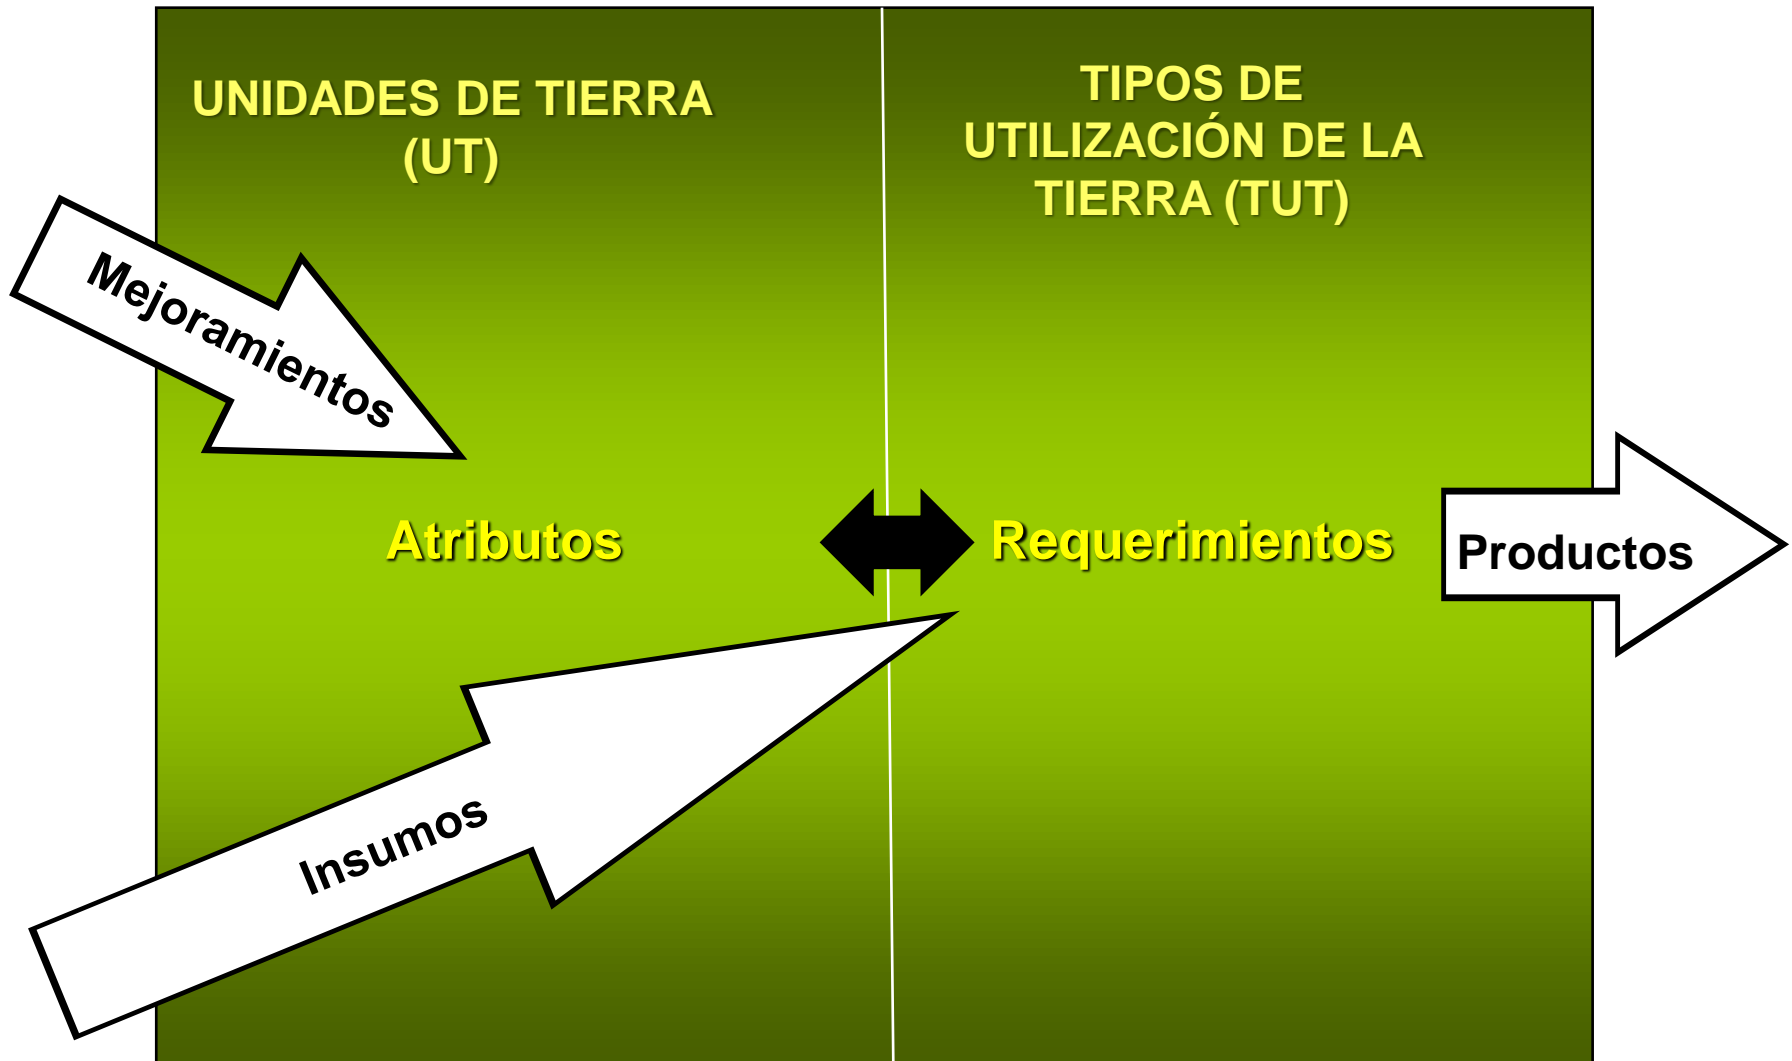 UNIDADES DE TIERRA
(UT)
TIPOS DE
UTILIZACIÓN DE LA
TIERRA (TUT)
Mejoramientos
Atributos
Requerimientos
Productos
Insumos